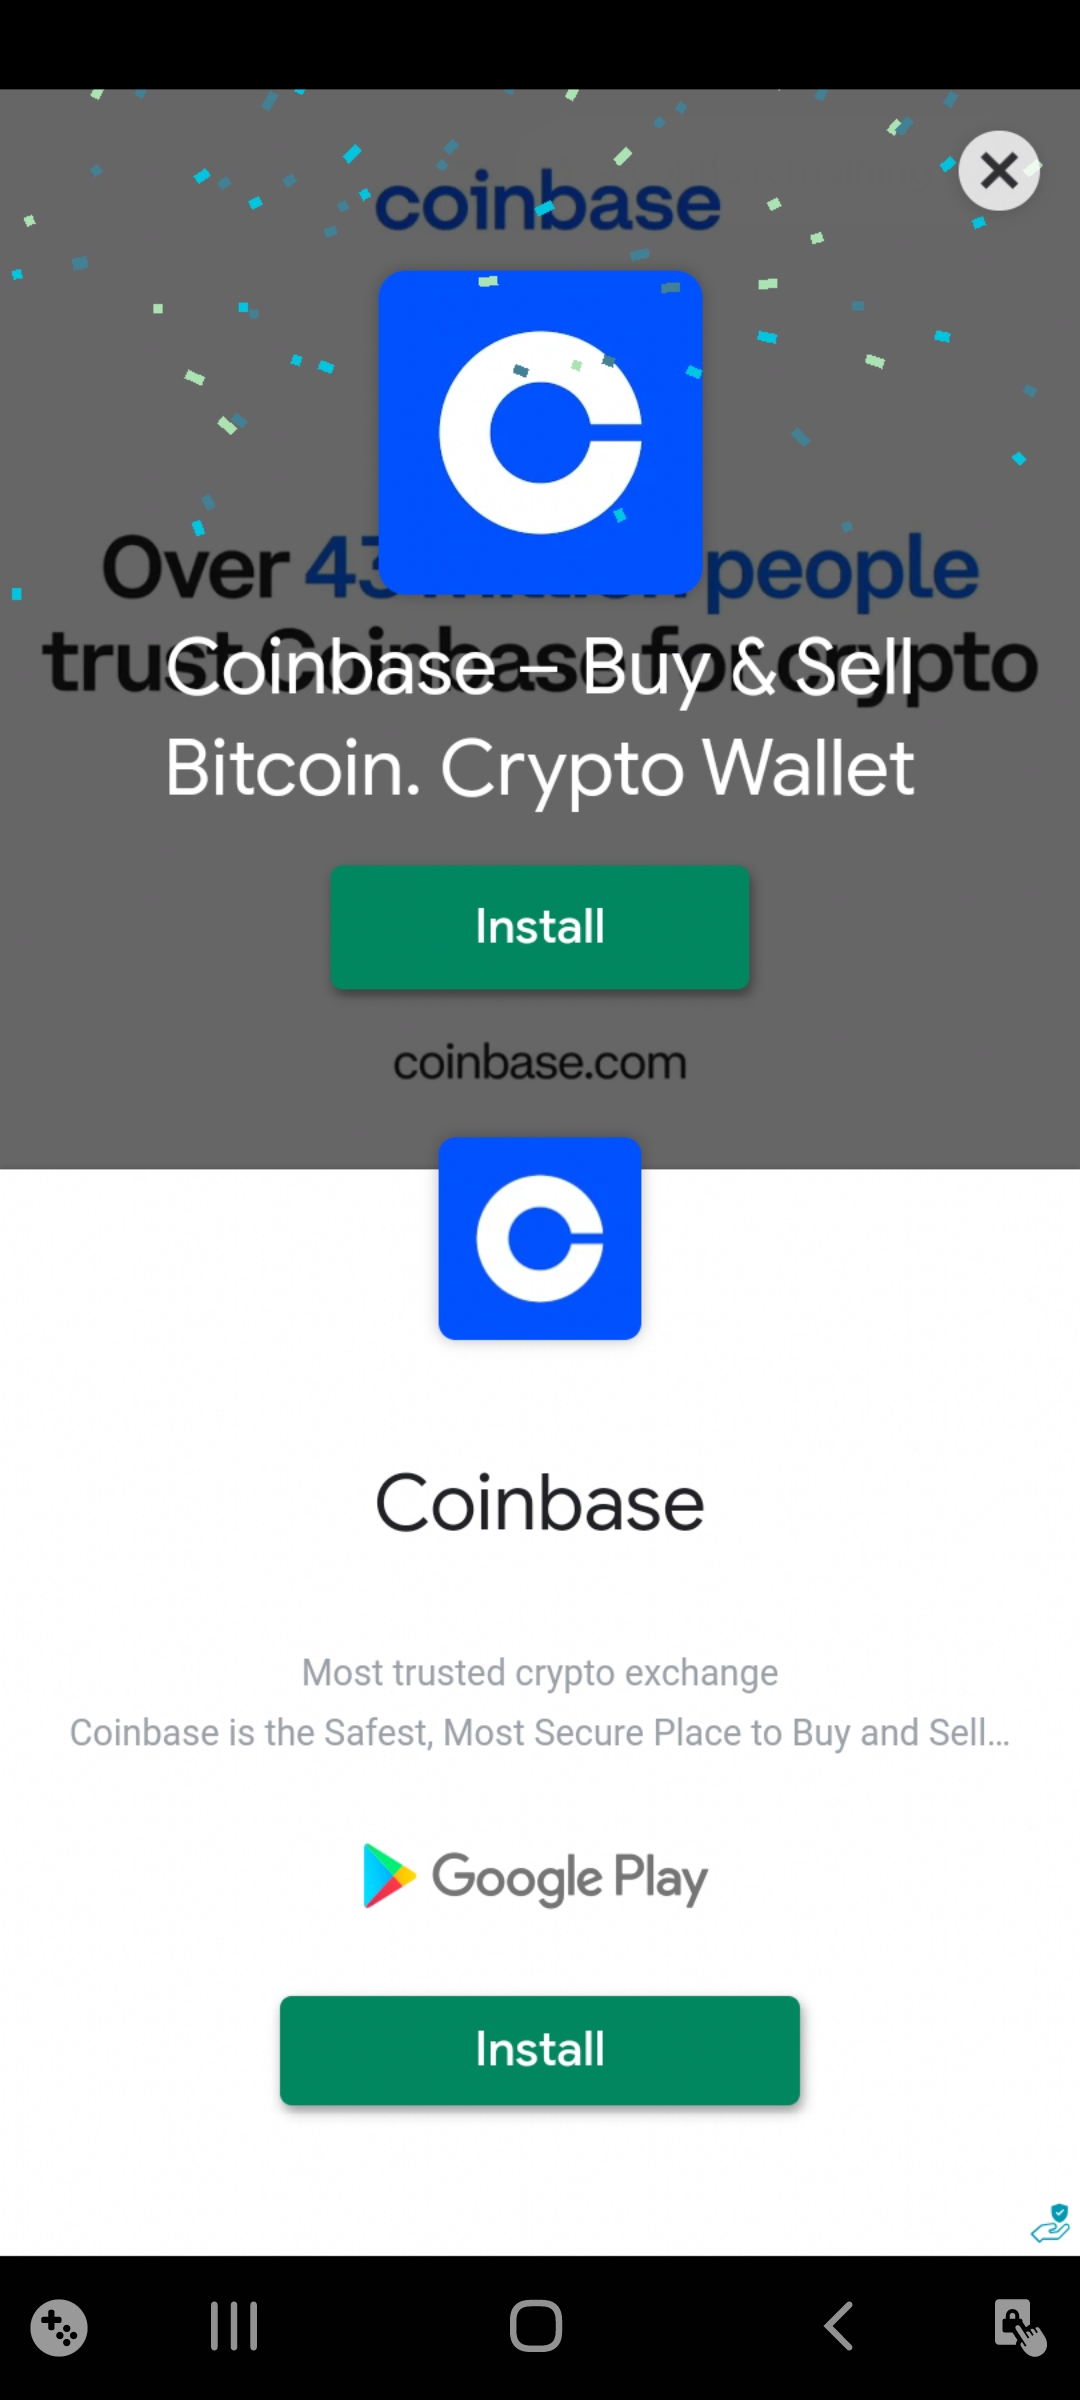 coinbase
Over 43 million people
trust Coinbase for crypto
Coinbase – Buy & Sell
Bitcoin. Crypto Wallet
Install
coinbase.com
Coinbase
Most trusted crypto exchange
Coinbase is the Safest, Most Secure Place to Buy and Sell...
Google Play
Install